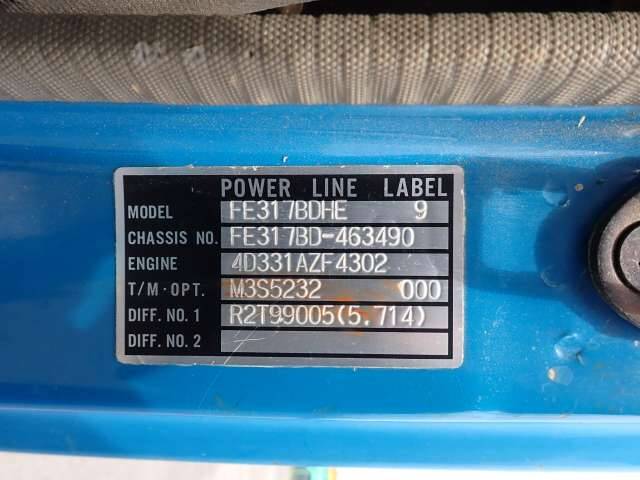 POWER LINE LABEL
MODEL FE317BDHE 9
CHASSIS NO. FE317BD-463490
ENGINE 4D331AZF4302
T/M·OPT. M3S5232 000
DIFF. NO. 1 R2T99005(5.714)
DIFF. NO. 2